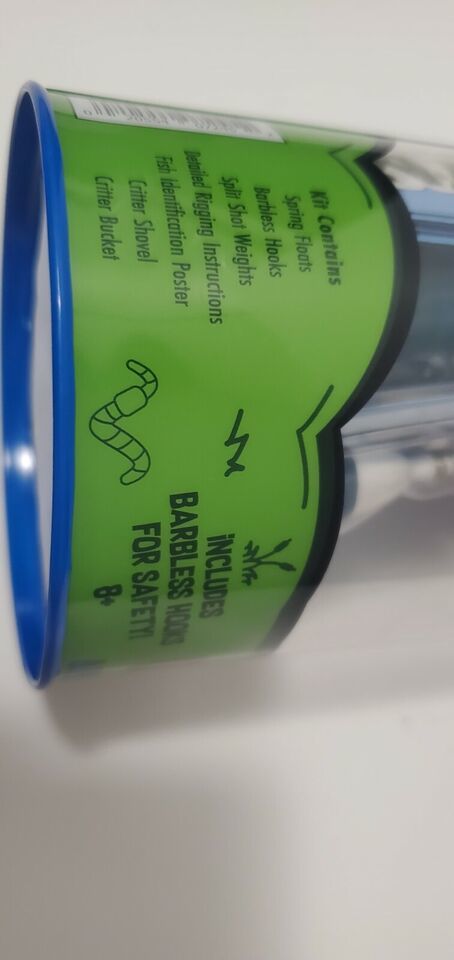 Kit Contains
Spring Floats
Barbless Hooks
Split Shot Weights
Detailed Rigging Instructions
Fish Identification Poster
Critter Shovel
Critter Bucket
iNCLUDES
BARBLESS HOOKS
FOR SAFETY!
8+